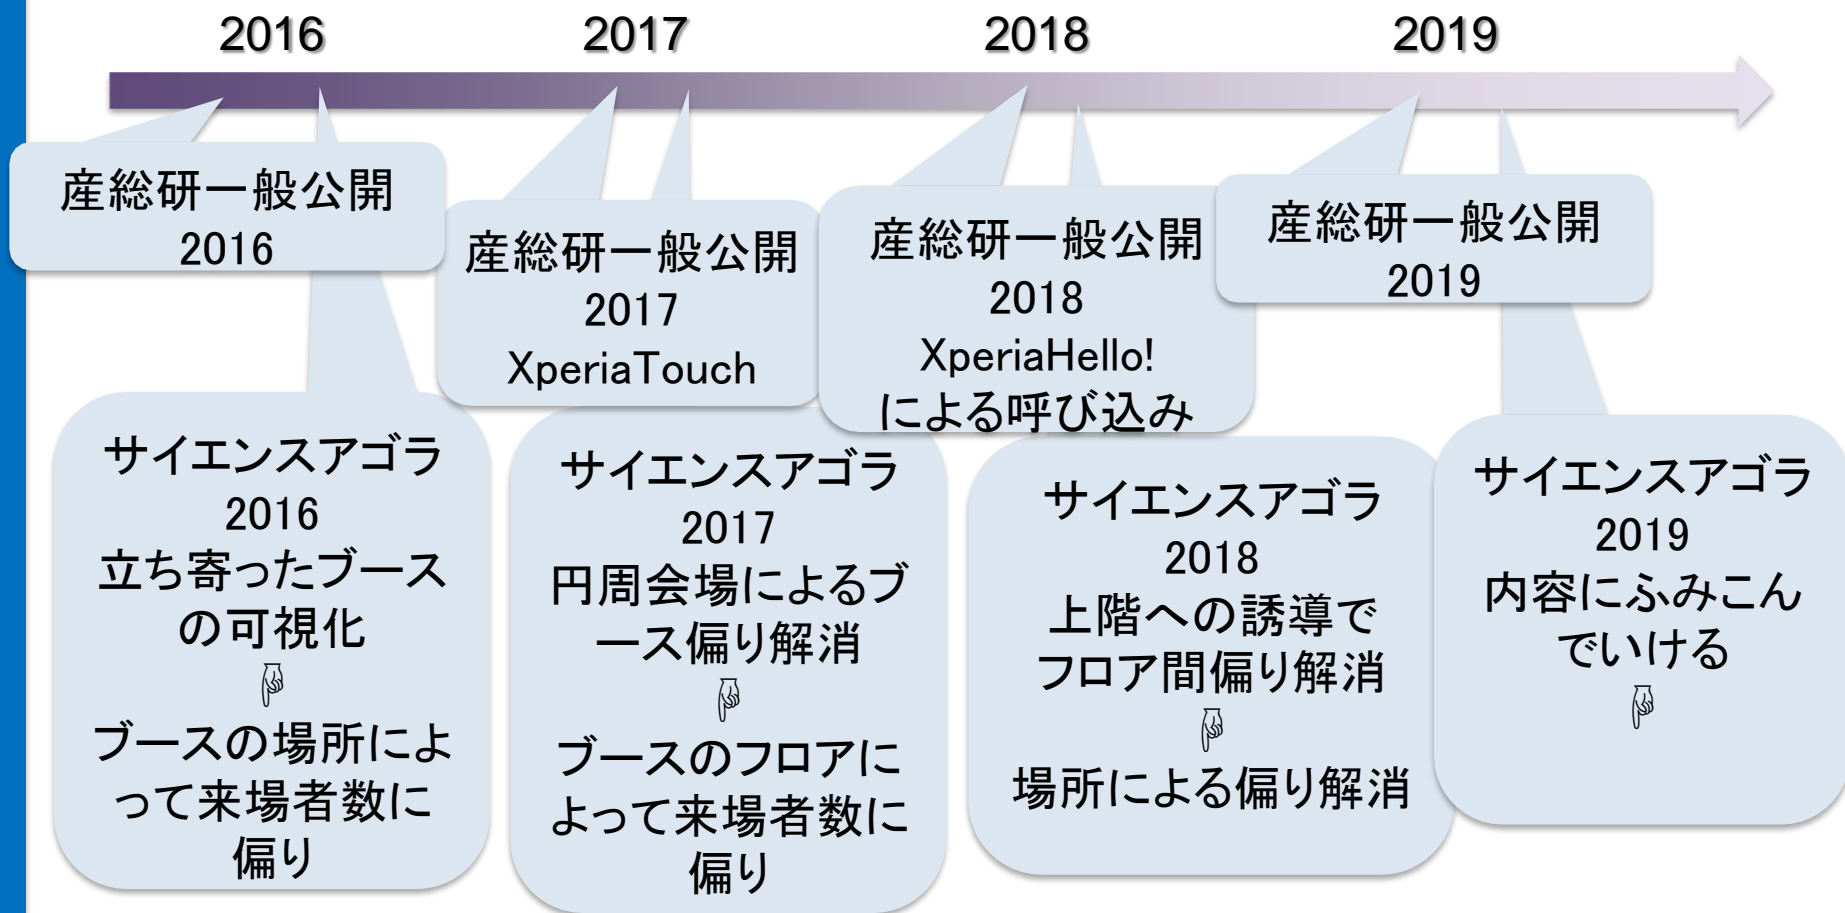 2016
2017
2018
2019
産総研一般公開
2016
産総研一般公開
2017
XperiaTouch
産総研一般公開
2018
XperiaHello!
による呼び込み
産総研一般公開
2019
サイエンスアゴラ
2016
立ち寄ったブース
の可視化
☟
ブースの場所によ
って来場者数に
偏り
サイエンスアゴラ
2017
円周会場によるブ
ース偏り解消
☟
ブースのフロアに
よって来場者数に
偏り
サイエンスアゴラ
2018
上階への誘導で
フロア間偏り解消
☟
場所による偏り解消
サイエンスアゴラ
2019
内容にふみこん
でいける
☟